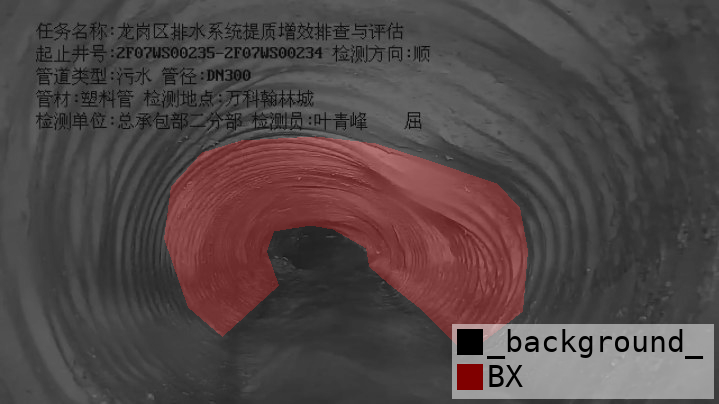 任务名称:龙岗区排水系统提质增效排查与评估
起止井号:ZF07WS00235-ZF07WS00234 检测方向:顺
管道类型:污水 管径:DN300
管材:塑料管 检测地点:万科翰林城
检测单位:总承包部二分部 检测员:叶青峰 屈
_background_
BX